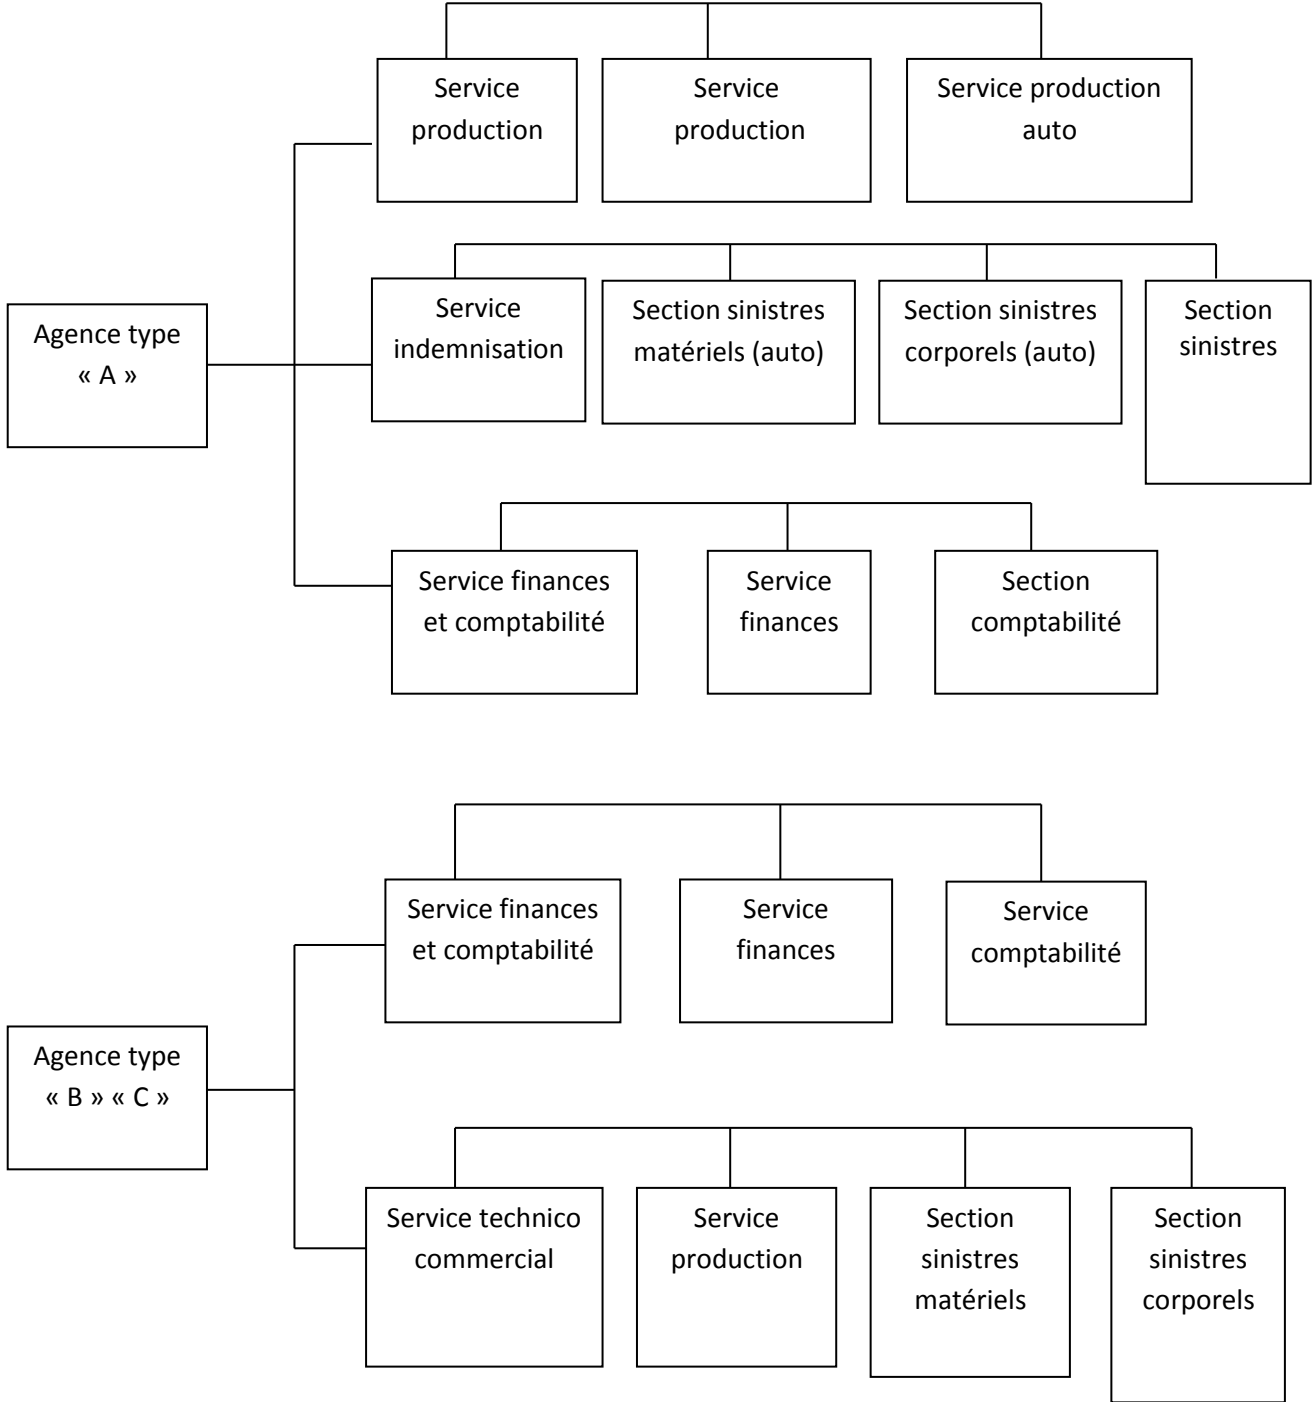 Service
production
Service
production
Service production
auto
Agence type
« A »
Service
indemnisation
Section sinistres
matériels (auto)
Section sinistres
corporels (auto)
Section
sinistres
Service finances
et comptabilité
Service
finances
Section
comptabilité
Agence type
« B » « C »
Service finances
et comptabilité
Service
finances
Service
comptabilité
Service technico
commercial
Service
production
Section
sinistres
matériels
Section
sinistres
corporels